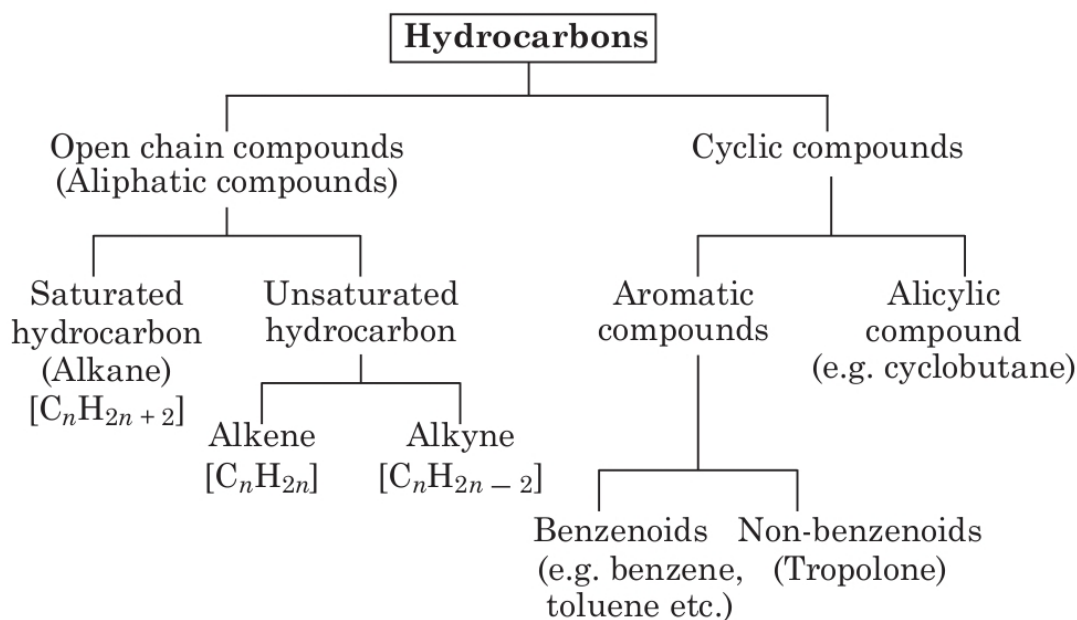 Hydrocarbons
Open chain compounds
(Aliphatic compounds)
Cyclic compounds
Saturated
hydrocarbon
(Alkane)
[CₙH₂ₙ₊₂]
Unsaturated
hydrocarbon
Alkene
[CₙH₂ₙ]
Alkyne
[CₙH₂ₙ₋₂]
Aromatic
compounds
Alicylic
compound
(e.g. cyclobutane)
Benzenoids
(e.g. benzene,
toluene etc.)
Non-benzenoids
(Tropolone)